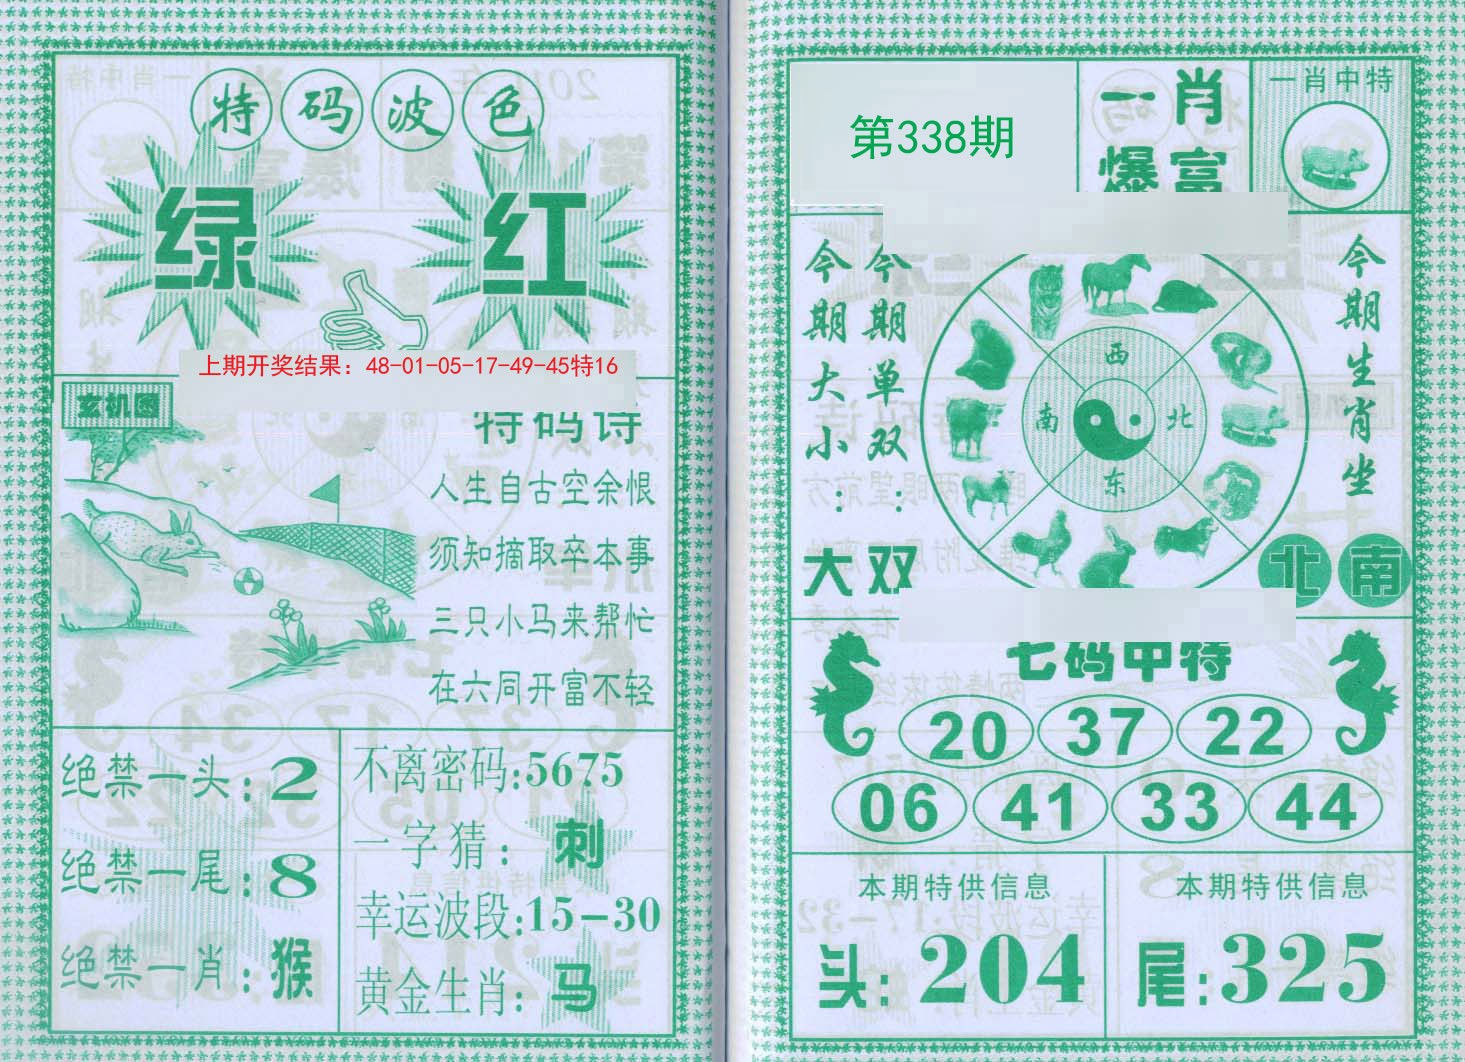 特码波色
绿 红
上期开奖结果：48-01-05-17-49-45特16
玄机图
特码诗
人生自古空余恨
须知摘取卒本事
三只小马来帮忙
在六同开富不轻
绝禁一头：2
绝禁一尾：8
绝禁一肖：猴
不离密码：5675
一字猜：刺
幸运波段：15-30
黄金生肖：马
第338期
一肖
爆富
一肖中特
今期大小：大
今期单双：双
西
南 北
东
今期生肖坐
北 南
七码中特
20 37 22
06 41 33 44
本期特供信息
头：204
本期特供信息
尾：325